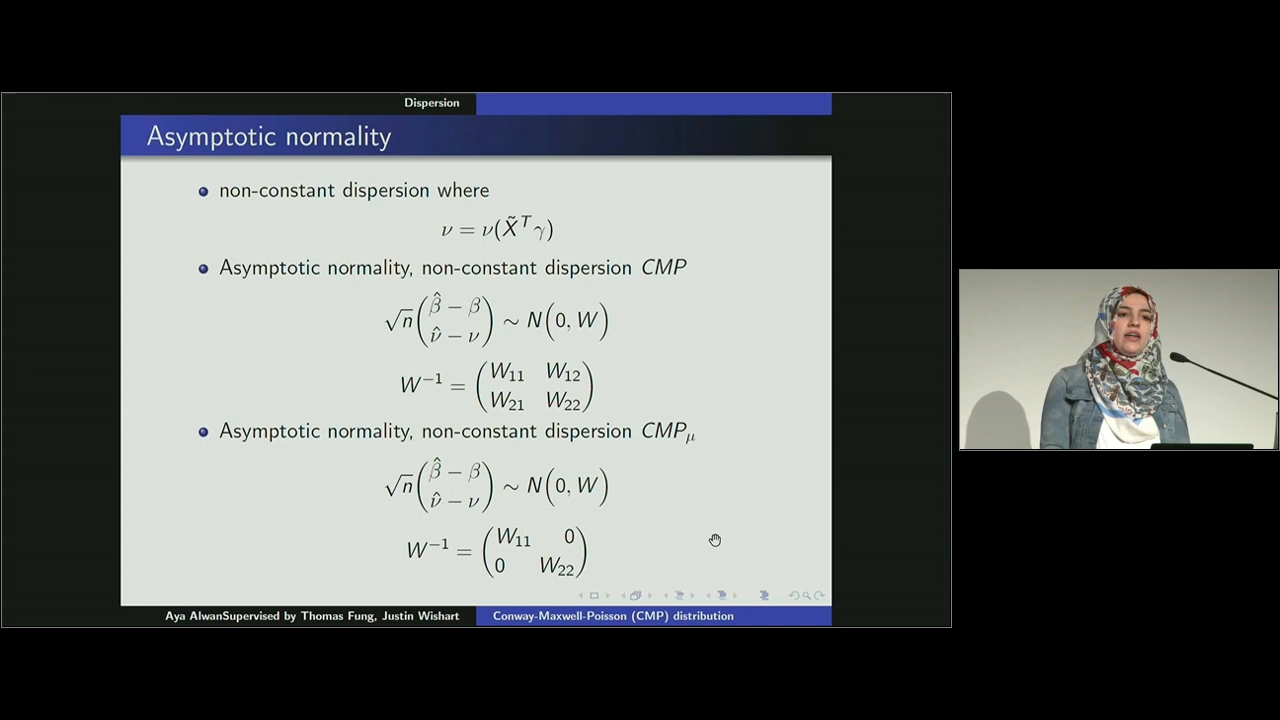 Dispersion
Asymptotic normality
non-constant dispersion where
ν = ν(X̃ᵀγ)
Asymptotic normality, non-constant dispersion CMP
√n(β̂ − β
ν̂ − ν) ∼ N(0, W)
W⁻¹ = (W₁₁ W₁₂
W₂₁ W₂₂)
Asymptotic normality, non-constant dispersion CMPμ
√n(β̂ − β
ν̂ − ν) ∼ N(0, W)
W⁻¹ = (W₁₁ 0
0 W₂₂)
Aya AlwanSupervised by Thomas Fung, Justin Wishart
Conway-Maxwell-Poisson (CMP) distribution